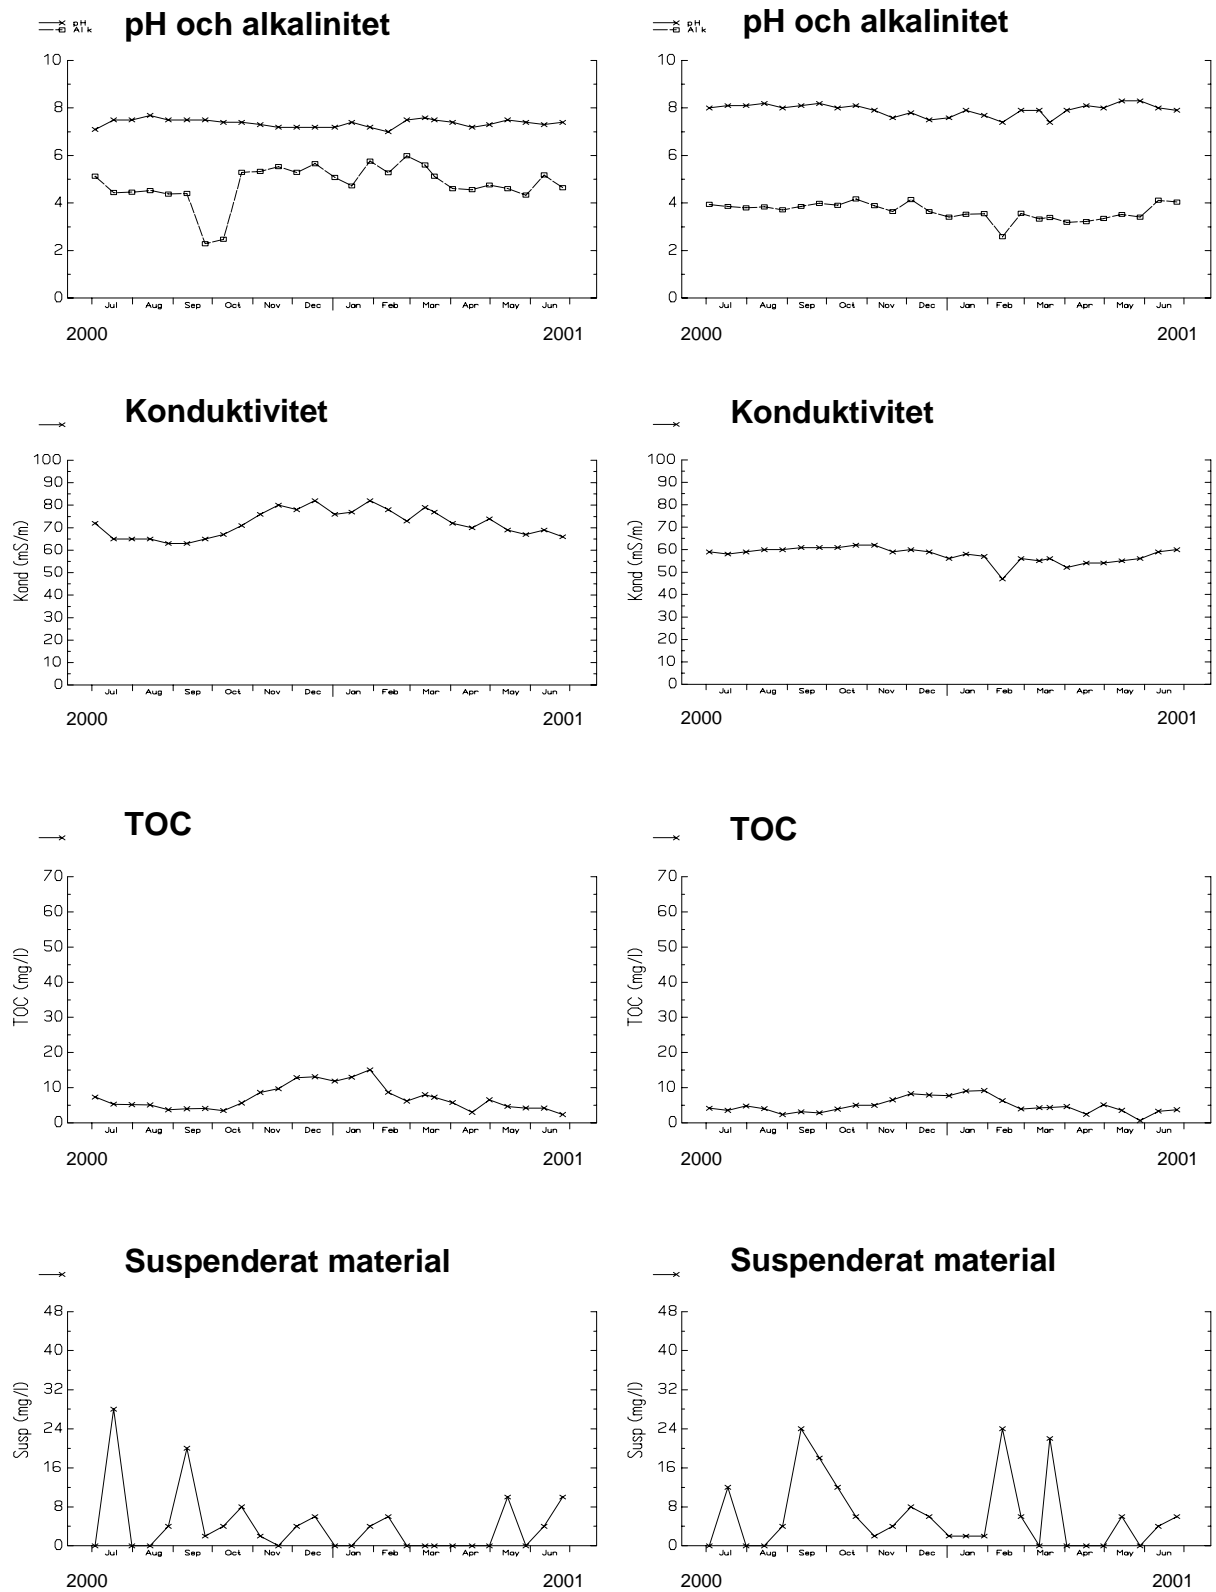 pH
Alk
pH och alkalinitet
10
8
6
4
2
0
Jul Aug Sep Oct Nov Dec Jan Feb Mar Apr May Jun
2000 2001
pH
Alk
pH och alkalinitet
10
8
6
4
2
0
Jul Aug Sep Oct Nov Dec Jan Feb Mar Apr May Jun
2000 2001
Konduktivitet
Kond (mS/m)
100
90
80
70
60
50
40
30
20
10
0
Jul Aug Sep Oct Nov Dec Jan Feb Mar Apr May Jun
2000 2001
Konduktivitet
Kond (mS/m)
100
90
80
70
60
50
40
30
20
10
0
Jul Aug Sep Oct Nov Dec Jan Feb Mar Apr May Jun
2000 2001
TOC
TOC (mg/l)
70
60
50
40
30
20
10
0
Jul Aug Sep Oct Nov Dec Jan Feb Mar Apr May Jun
2000 2001
TOC
TOC (mg/l)
70
60
50
40
30
20
10
0
Jul Aug Sep Oct Nov Dec Jan Feb Mar Apr May Jun
2000 2001
Suspenderat material
Susp (mg/l)
48
40
32
24
16
8
0
Jul Aug Sep Oct Nov Dec Jan Feb Mar Apr May Jun
2000 2001
Suspenderat material
Susp (mg/l)
48
40
32
24
16
8
0
Jul Aug Sep Oct Nov Dec Jan Feb Mar Apr May Jun
2000 2001